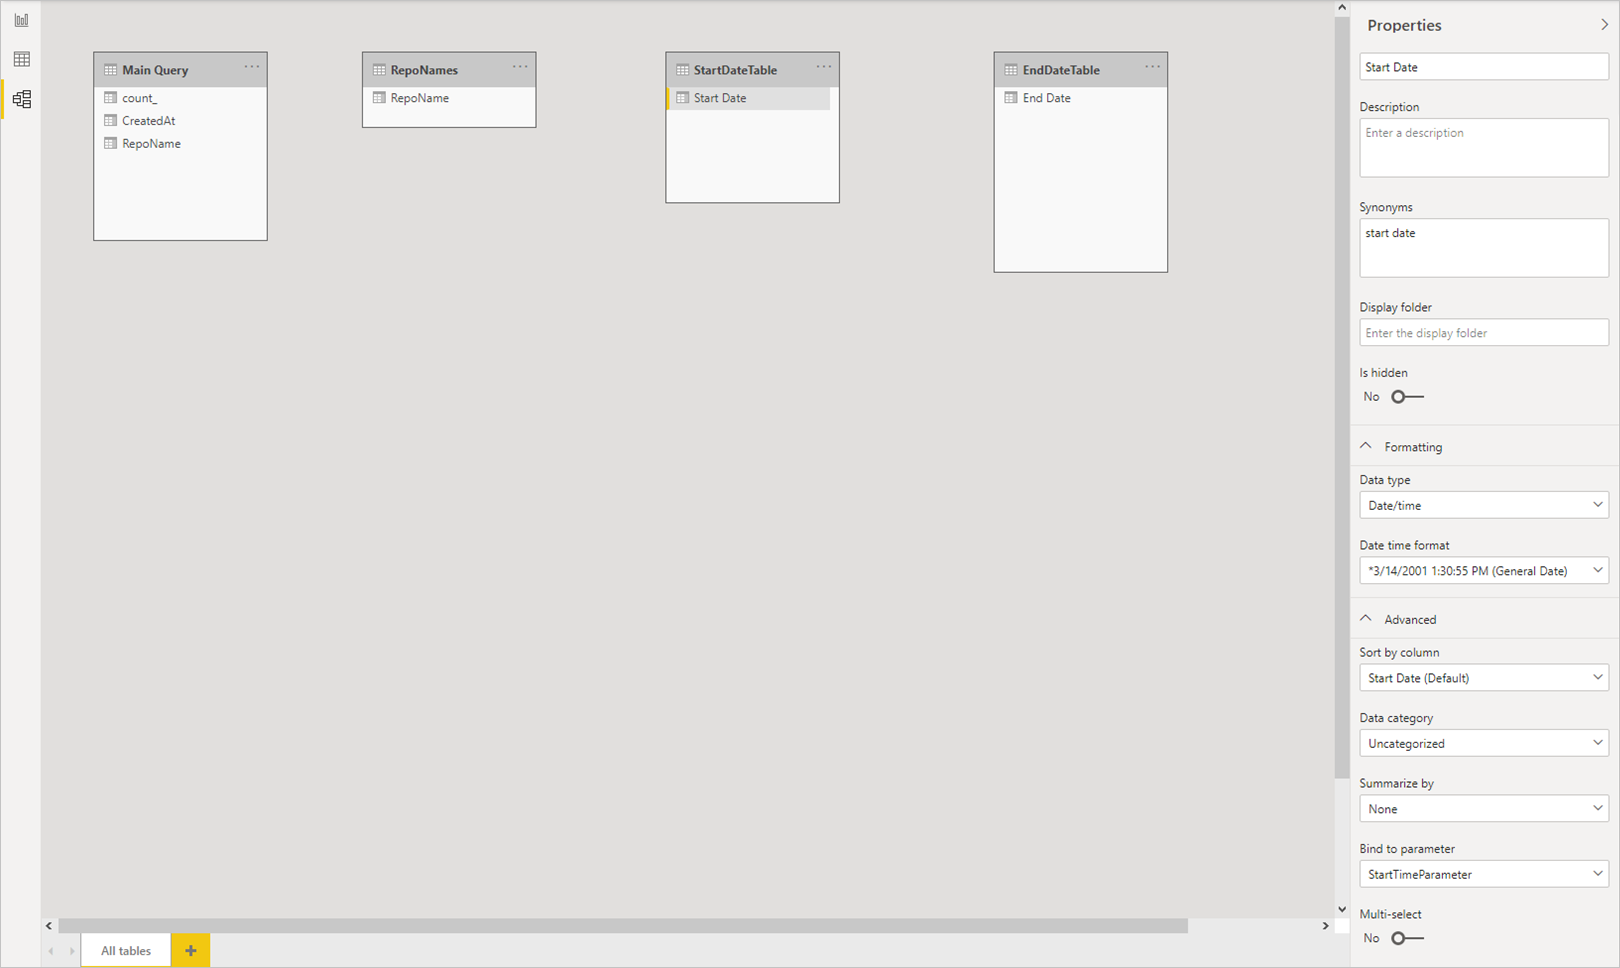 Main Query
count_
CreatedAt
RepoName
RepoNames
RepoName
StartDateTable
Start Date
EndDateTable
End Date
All tables
Properties
Start Date
Description
Enter a description
Synonyms
start date
Display folder
Enter the display folder
Is hidden
No
Formatting
Data type
Date/time
Date time format
*3/14/2001 1:30:55 PM (General Date)
Advanced
Sort by column
Start Date (Default)
Data category
Uncategorized
Summarize by
None
Bind to parameter
StartTimeParameter
Multi-select
No